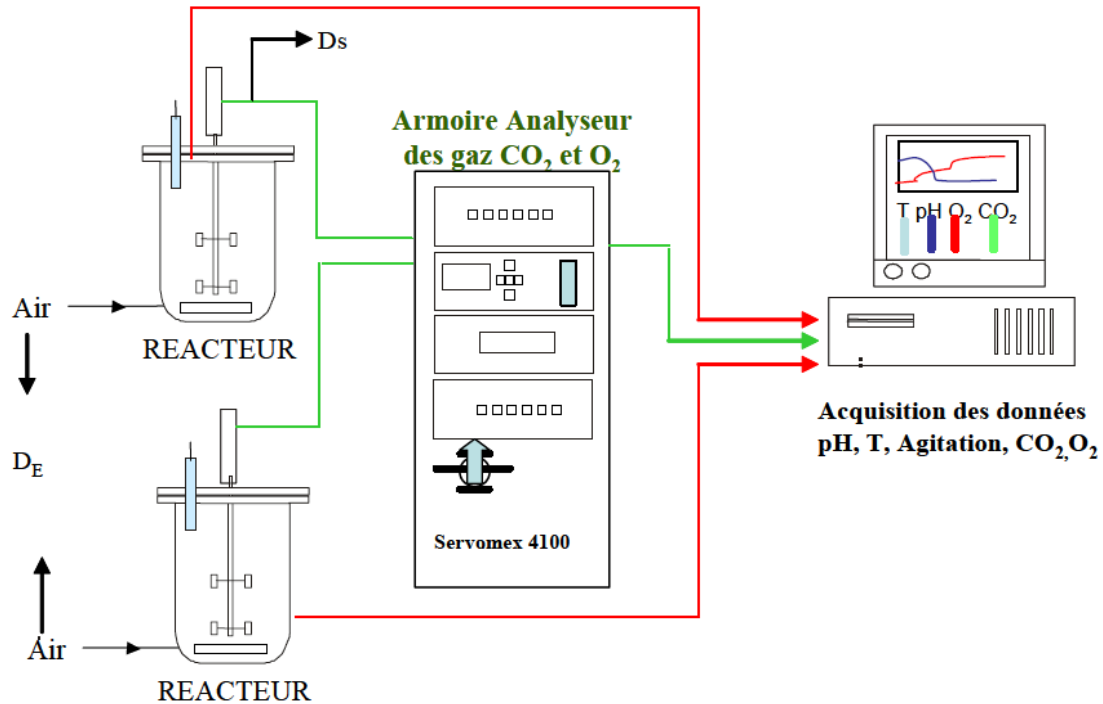 Ds
Armoire Analyseur
des gaz CO₂ et O₂
T pH O₂ CO₂
Air
REACTEUR
Acquisition des données
pH, T, Agitation, CO₂,O₂
D_E
Servomex 4100
Air
REACTEUR